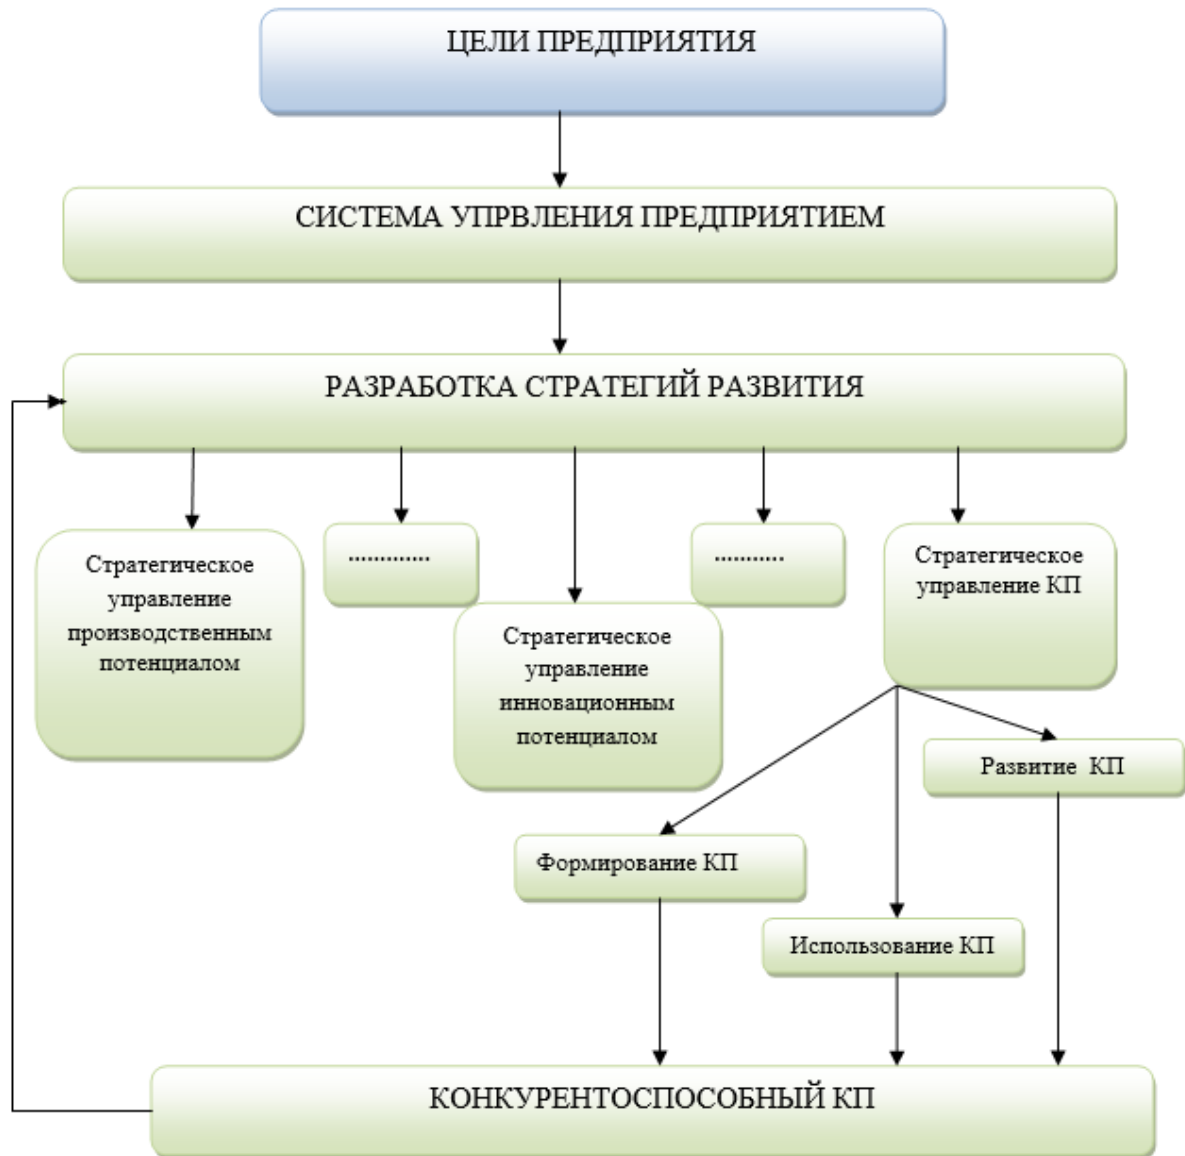 ЦЕЛИ ПРЕДПРИЯТИЯ
СИСТЕМА УПРВЛЕНИЯ ПРЕДПРИЯТИЕМ
РАЗРАБОТКА СТРАТЕГИЙ РАЗВИТИЯ
Стратегическое
управление
производственным
потенциалом
.............
Стратегическое
управление
инновационным
потенциалом
...........
Стратегическое
управление КП
Развитие КП
Формирование КП
Использование КП
КОНКУРЕНТОСПОСОБНЫЙ КП